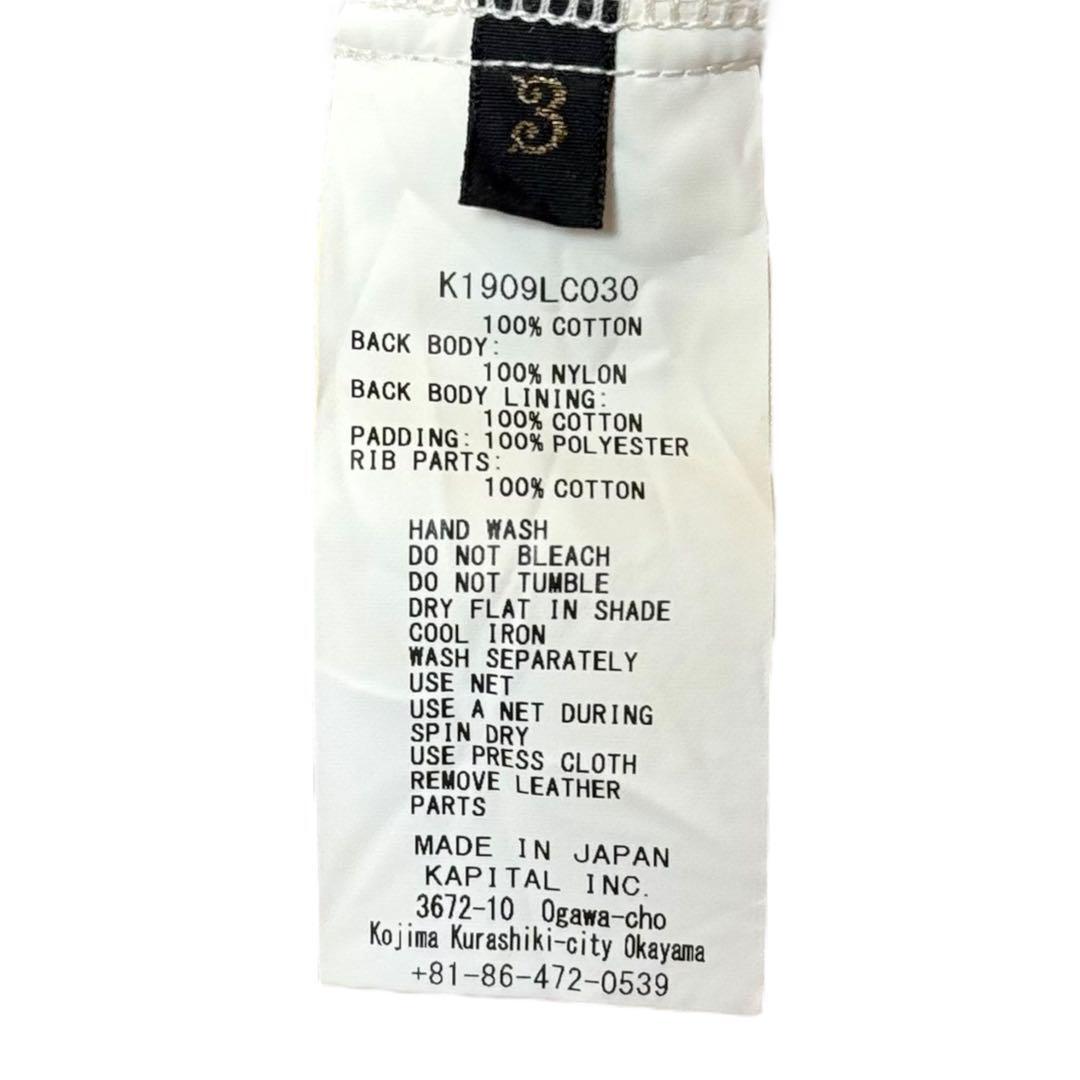 3
K1909LC030
100% COTTON
BACK BODY:
100% NYLON
BACK BODY LINING:
100% COTTON
PADDING: 100% POLYESTER
RIB PARTS:
100% COTTON
HAND WASH
DO NOT BLEACH
DO NOT TUMBLE
DRY FLAT IN SHADE
COOL IRON
WASH SEPARATELY
USE NET
USE A NET DURING
SPIN DRY
USE PRESS CLOTH
REMOVE LEATHER
PARTS
MADE IN JAPAN
KAPITAL INC.
3672-10 Ogawa-cho
Kojima Kurashiki-city Okayama
+81-86-472-0539